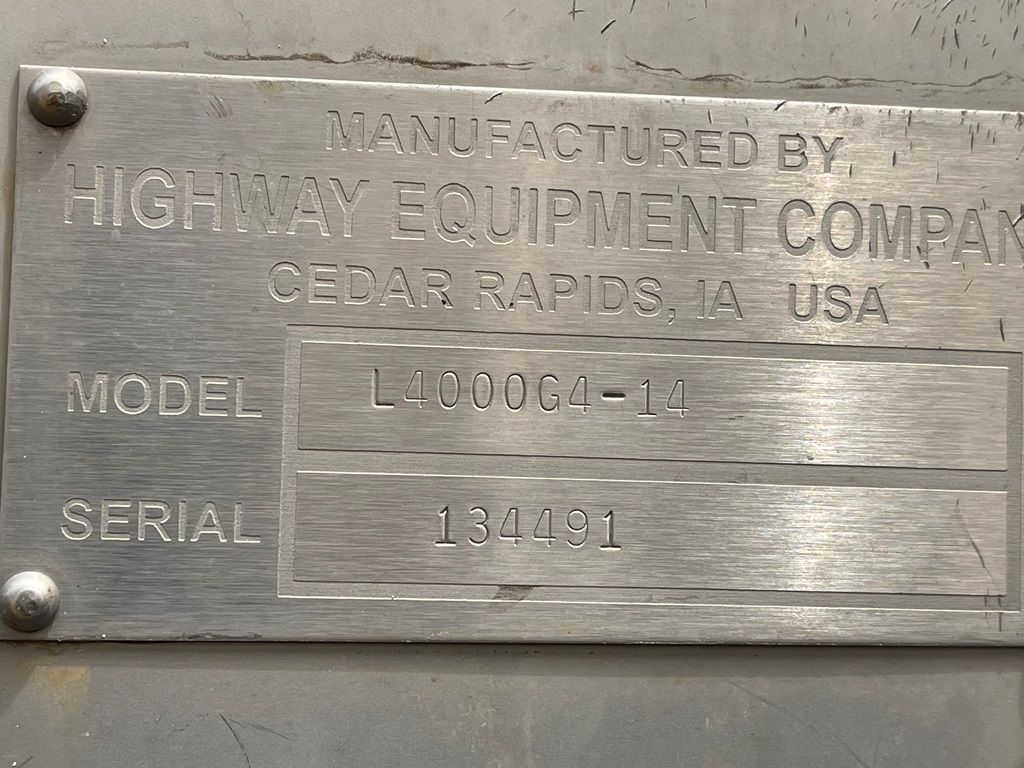 MANUFACTURED BY
HIGHWAY EQUIPMENT COMPAN
CEDAR RAPIDS, IA USA
MODEL L4000G4-14
SERIAL 134491